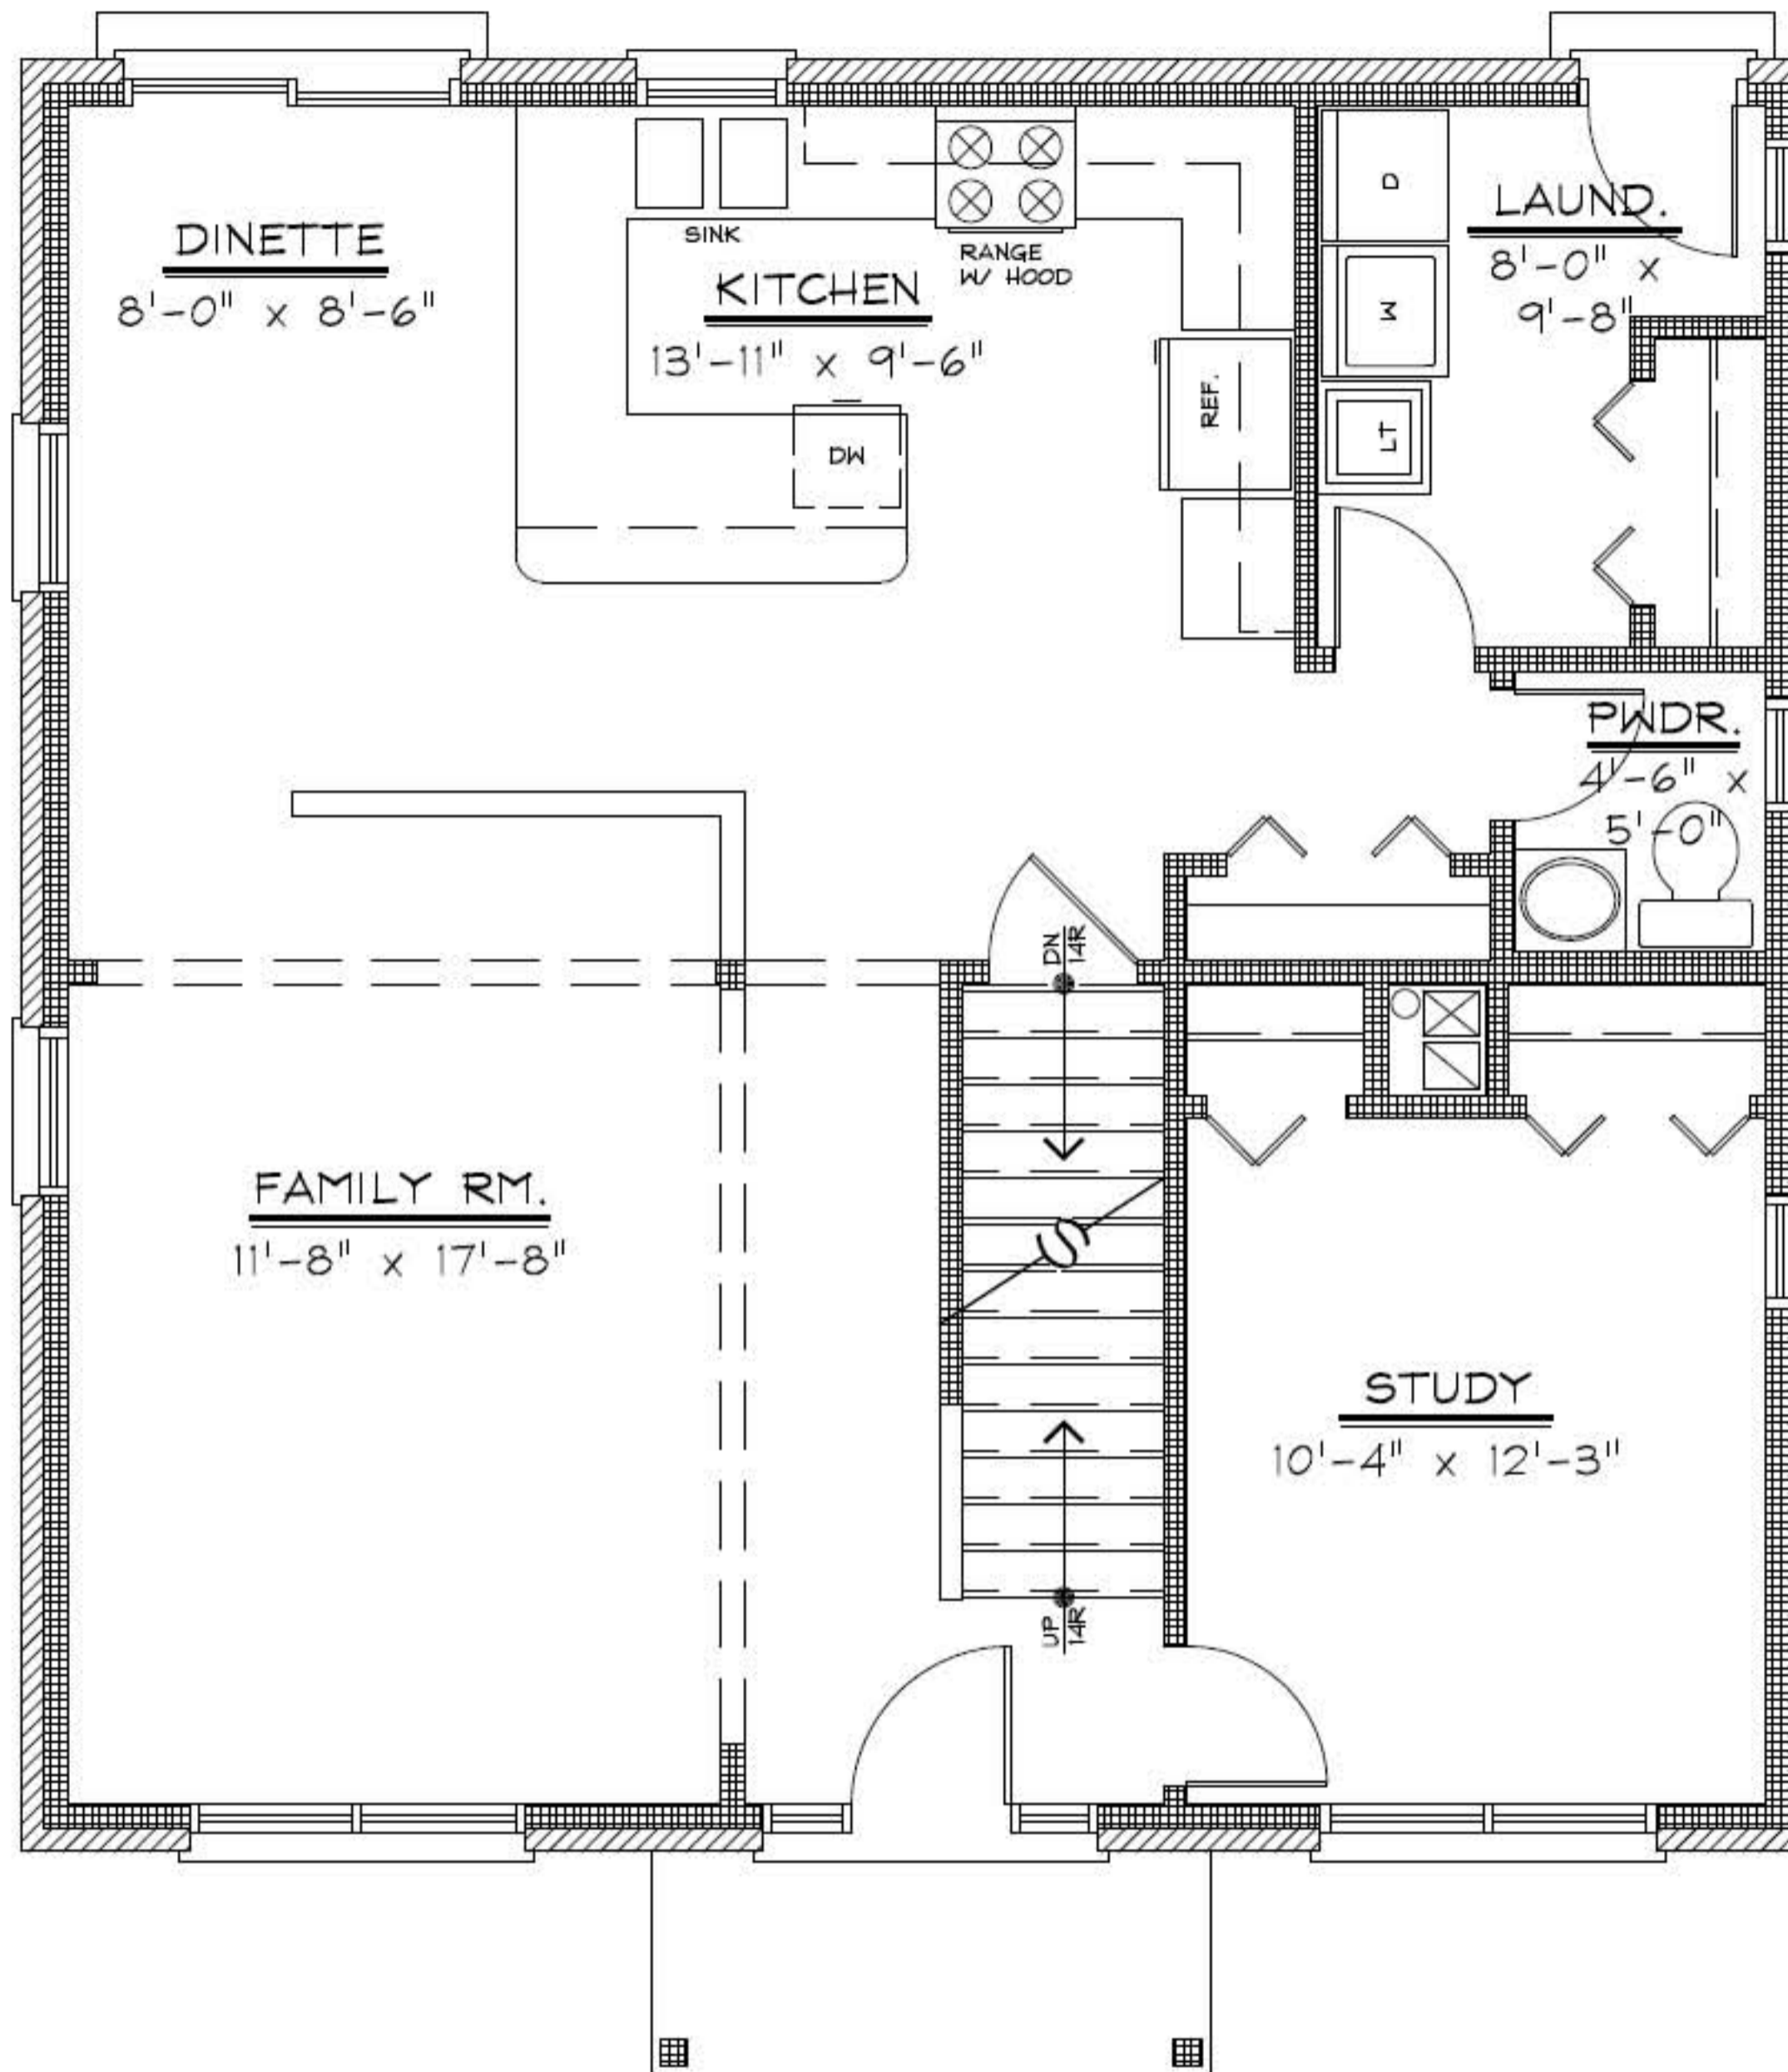 DINETTE
8'-0" x 8'-6"
SINK
KITCHEN
13'-11" x 9'-6"
RANGE
W/ HOOD
DW
REF.
D
W
LT
LAUND.
8'-0" x
9'-8"
PWDR.
4'-6" x
5'-0"
DN
14R
FAMILY RM.
11'-8" x 17'-8"
S
STUDY
10'-4" x 12'-3"
UP
14R